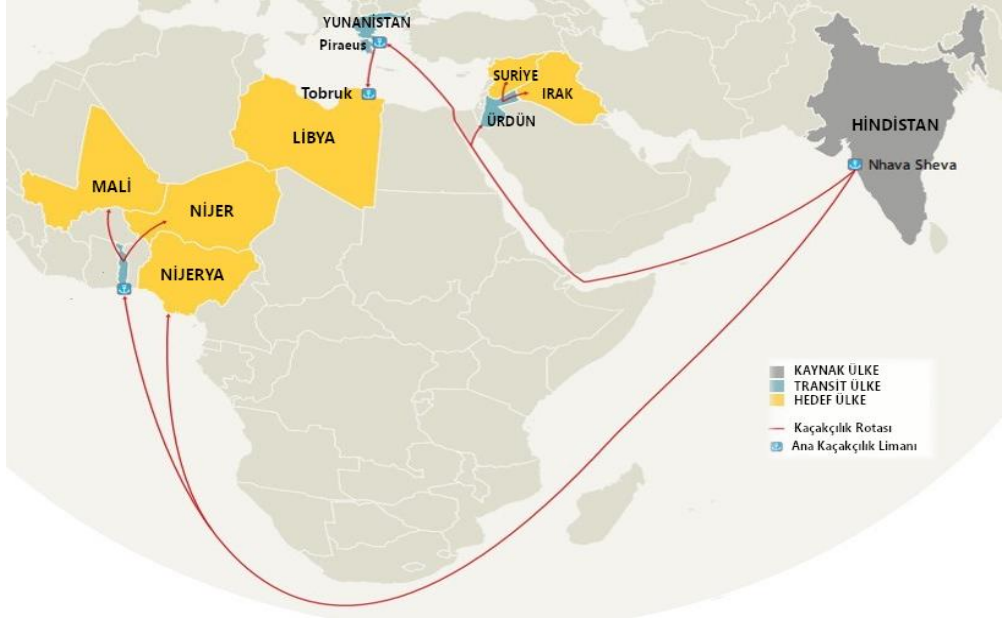 YUNANİSTAN
Piraeus
Tobruk
SURİYE
IRAK
ÜRDÜN
LİBYA
HİNDİSTAN
Nhava Sheva
MALİ
NİJER
NİJERYA
KAYNAK ÜLKE
TRANSİT ÜLKE
HEDEF ÜLKE
Kaçakçılık Rotası
Ana Kaçakçılık Limanı